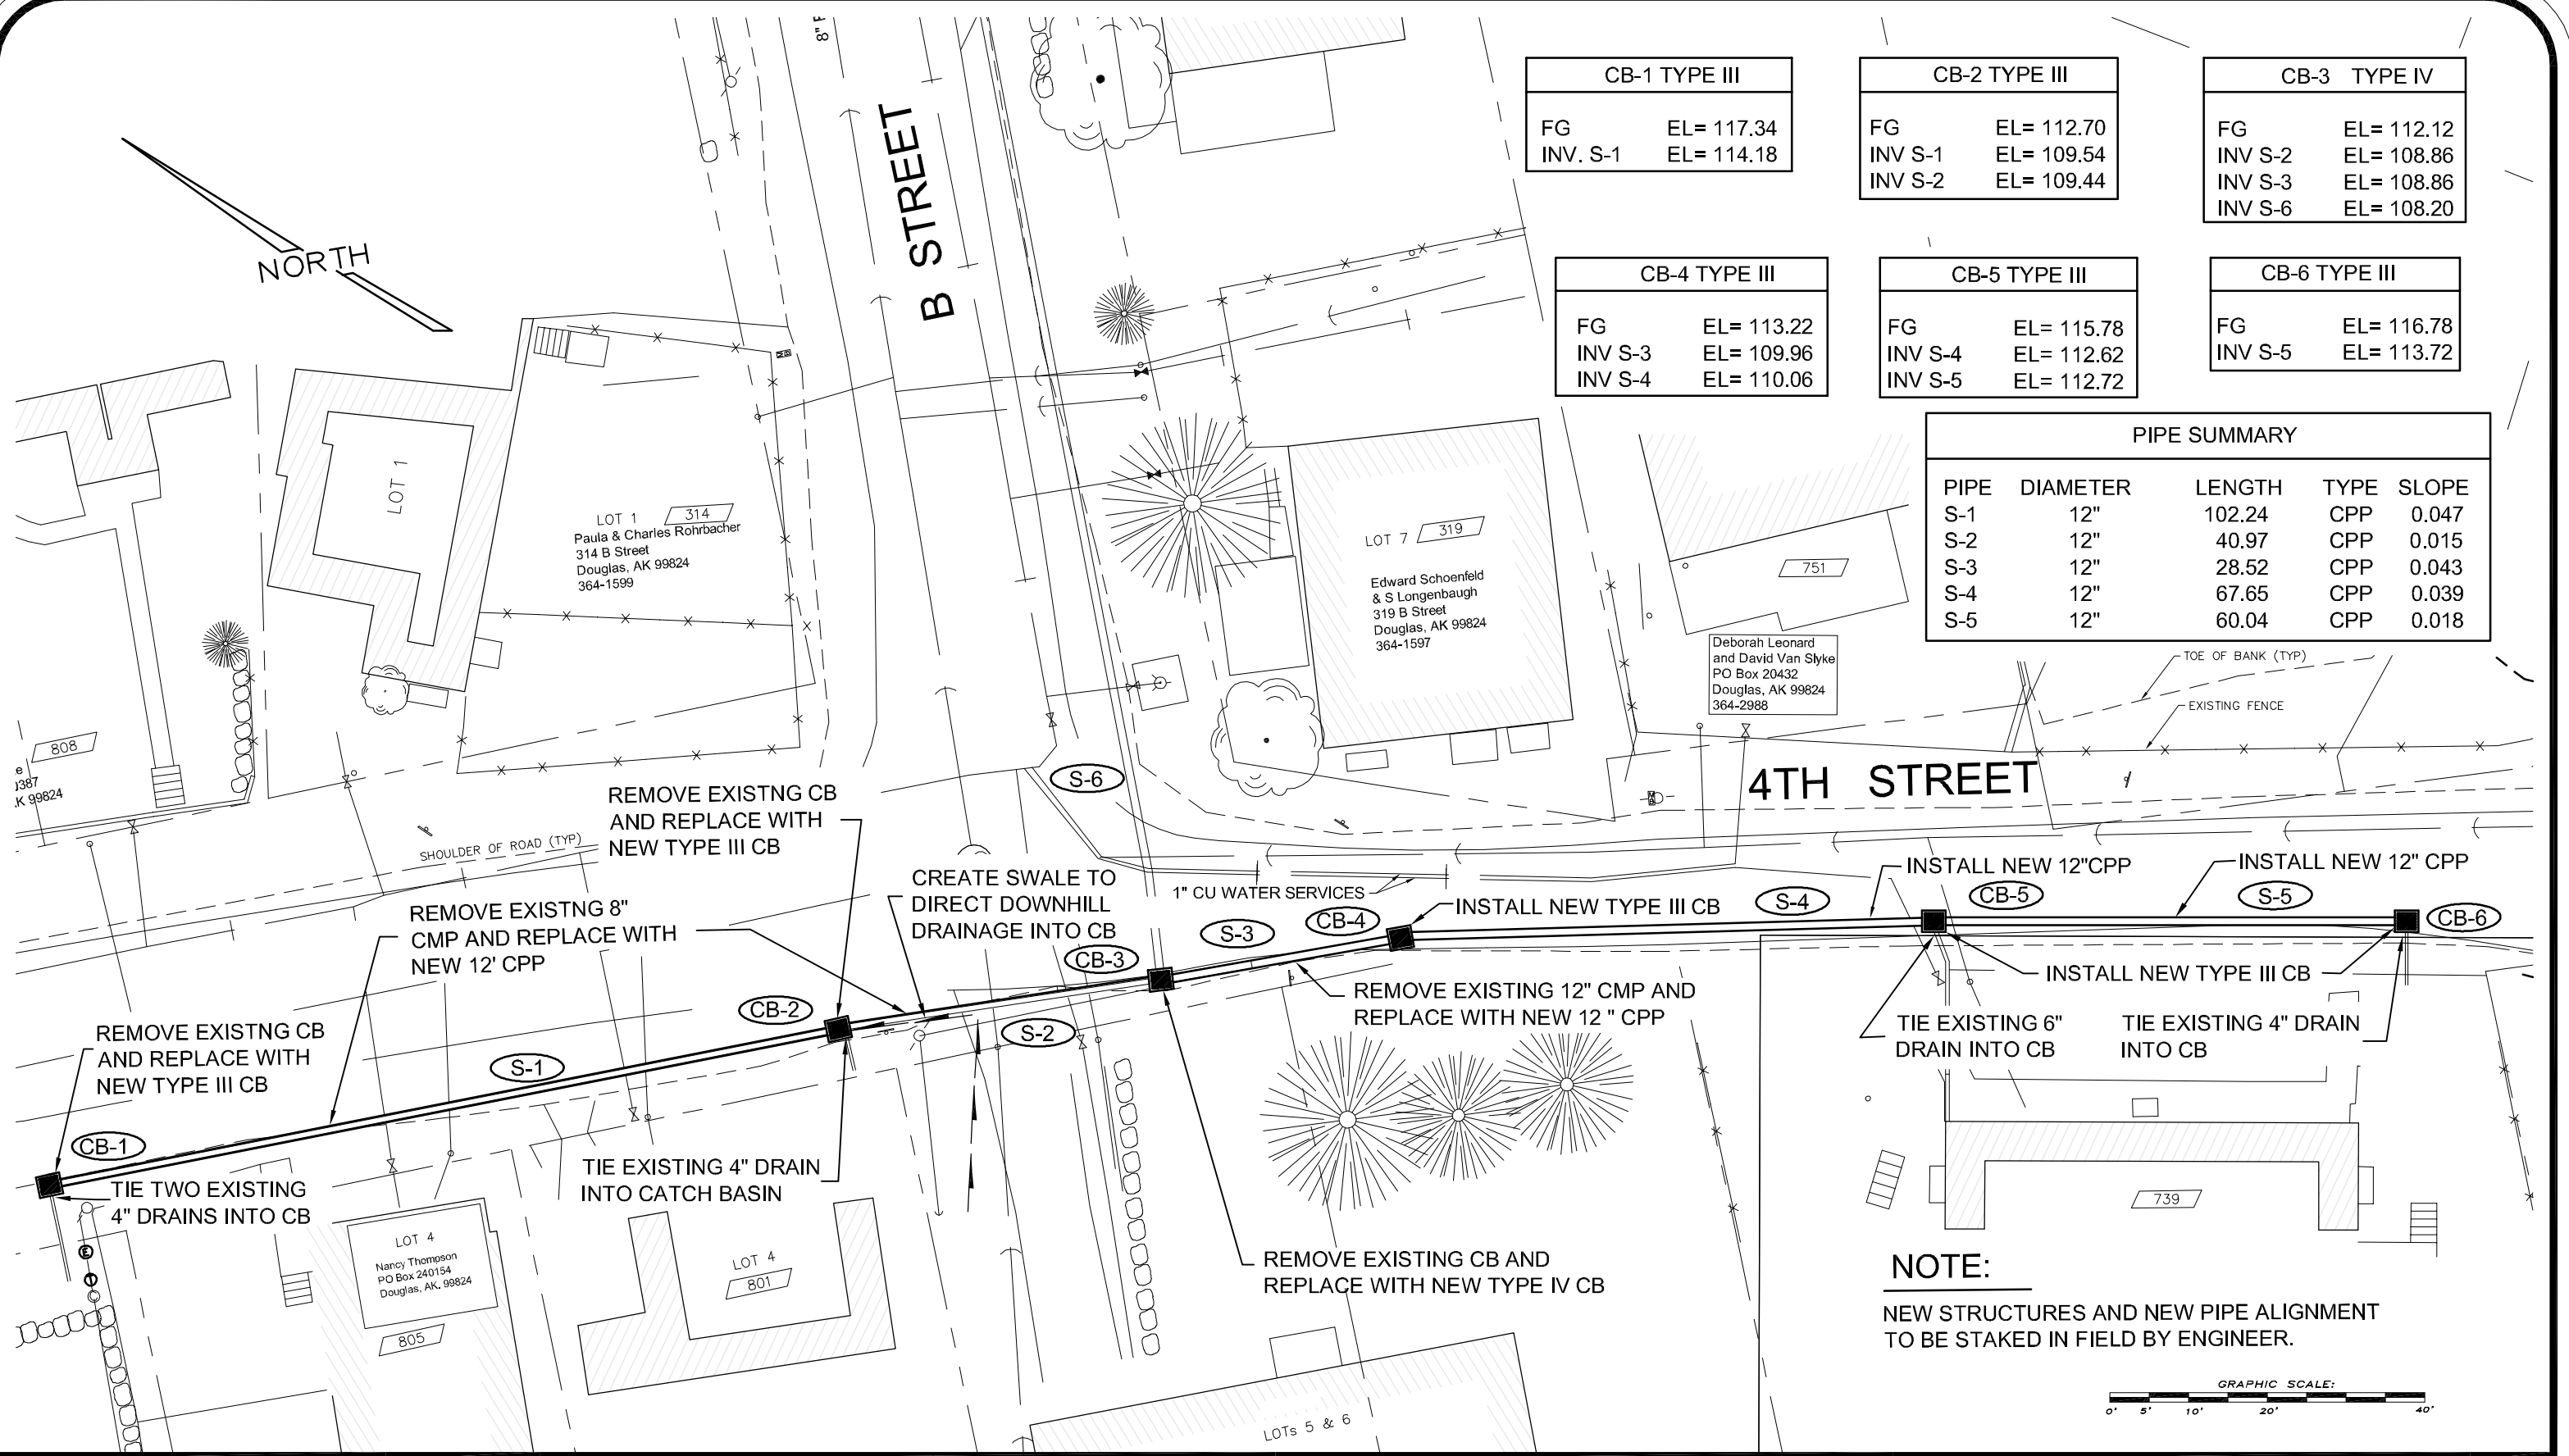 8"
B STREET
NORTH
CB-1 TYPE III
FG EL= 117.34
INV. S-1 EL= 114.18
CB-2 TYPE III
FG EL= 112.70
INV S-1 EL= 109.54
INV S-2 EL= 109.44
CB-3 TYPE IV
FG EL= 112.12
INV S-2 EL= 108.86
INV S-3 EL= 108.86
INV S-6 EL= 108.20
CB-4 TYPE III
FG EL= 113.22
INV S-3 EL= 109.96
INV S-4 EL= 110.06
CB-5 TYPE III
FG EL= 115.78
INV S-4 EL= 112.62
INV S-5 EL= 112.72
CB-6 TYPE III
FG EL= 116.78
INV S-5 EL= 113.72
PIPE SUMMARY
PIPE DIAMETER LENGTH TYPE SLOPE
S-1 12" 102.24 CPP 0.047
S-2 12" 40.97 CPP 0.015
S-3 12" 28.52 CPP 0.043
S-4 12" 67.65 CPP 0.039
S-5 12" 60.04 CPP 0.018
LOT 1
LOT 1 314
Paula & Charles Rohrbacher
314 B Street
Douglas, AK 99824
364-1599
LOT 7 319
Edward Schoenfeld
& S Longenbaugh
319 B Street
Douglas, AK 99824
364-1597
751
Deborah Leonard
and David Van Slyke
PO Box 20432
Douglas, AK 99824
364-2988
TOE OF BANK (TYP)
EXISTING FENCE
808
e
387
K 99824
4TH STREET
S-6
REMOVE EXISTNG CB
AND REPLACE WITH
NEW TYPE III CB
SHOULDER OF ROAD (TYP)
CREATE SWALE TO
DIRECT DOWNHILL
DRAINAGE INTO CB
1" CU WATER SERVICES
INSTALL NEW 12"CPP
INSTALL NEW 12" CPP
REMOVE EXISTNG 8"
CMP AND REPLACE WITH
NEW 12' CPP
CB-3
S-3
CB-4
INSTALL NEW TYPE III CB
S-4
CB-5
S-5
CB-6
INSTALL NEW TYPE III CB
REMOVE EXISTING 12" CMP AND
REPLACE WITH NEW 12 " CPP
CB-2
S-2
S-1
TIE EXISTING 6"
DRAIN INTO CB
TIE EXISTING 4" DRAIN
INTO CB
REMOVE EXISTNG CB
AND REPLACE WITH
NEW TYPE III CB
CB-1
TIE TWO EXISTING
4" DRAINS INTO CB
TIE EXISTING 4" DRAIN
INTO CATCH BASIN
E
T
LOT 4
Nancy Thompson
PO Box 240154
Douglas, AK. 99824
805
LOT 4
801
REMOVE EXISTING CB AND
REPLACE WITH NEW TYPE IV CB
739
NOTE:
NEW STRUCTURES AND NEW PIPE ALIGNMENT
TO BE STAKED IN FIELD BY ENGINEER.
LOTs 5 & 6
GRAPHIC SCALE:
0' 5' 10' 20' 40'